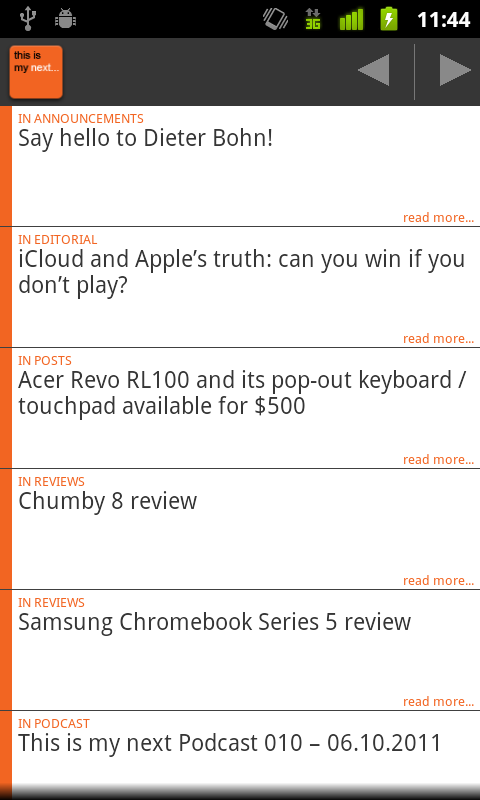 3G
11:44
this is
my next...
IN ANNOUNCEMENTS
Say hello to Dieter Bohn!
read more...
IN EDITORIAL
iCloud and Apple’s truth: can you win if you
don’t play?
read more...
IN POSTS
Acer Revo RL100 and its pop-out keyboard /
touchpad available for $500
read more...
IN REVIEWS
Chumby 8 review
read more...
IN REVIEWS
Samsung Chromebook Series 5 review
read more...
IN PODCAST
This is my next Podcast 010 – 06.10.2011